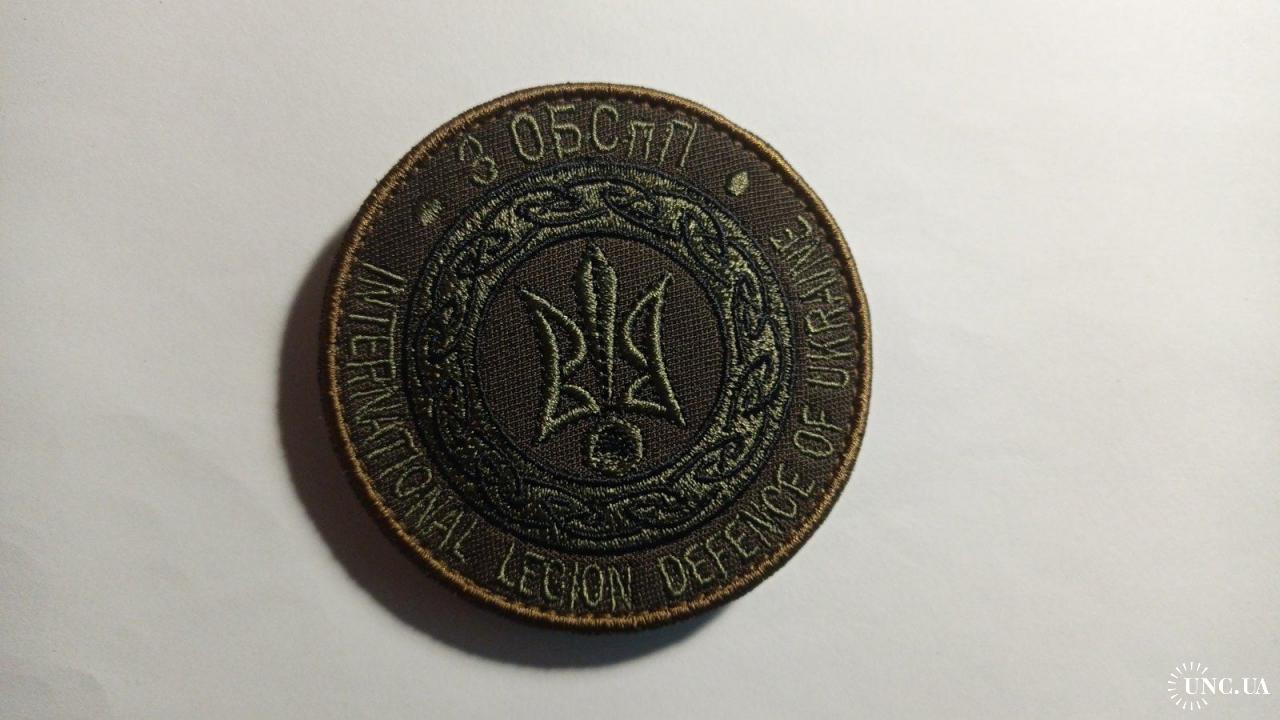 3 ОБСпП
INTERNATIONAL LEGION DEFENCE OF UKRAINE
UNC.UA